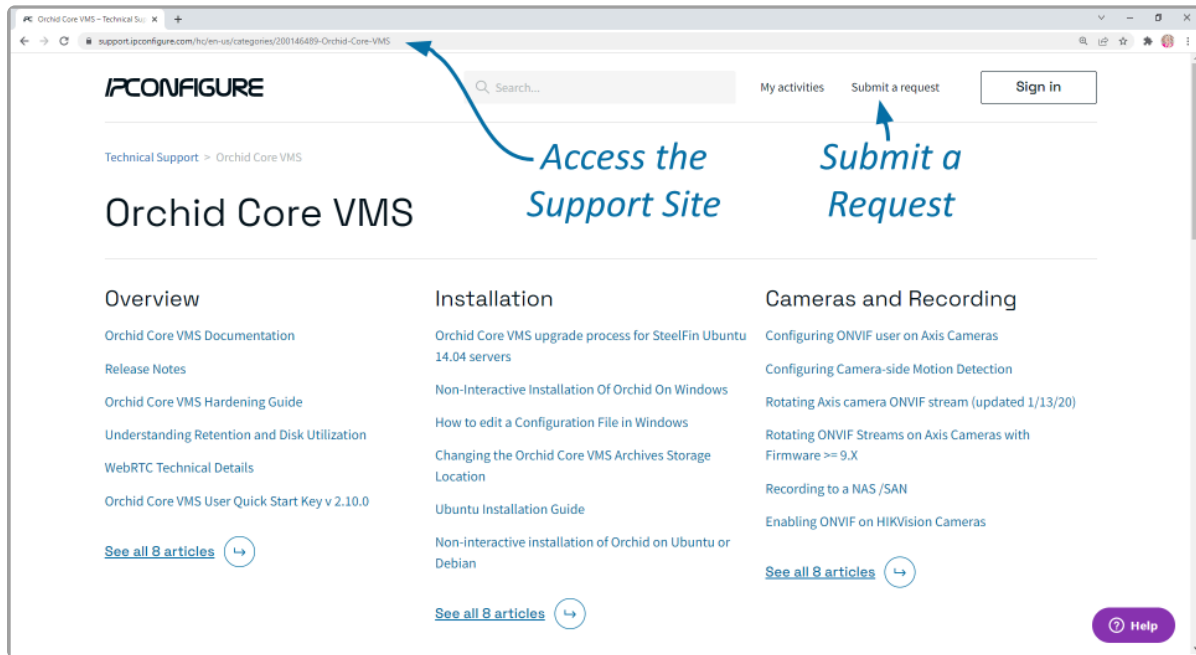 Orchid Core VMS – Technical Sup
support.ipconfigure.com/hc/en-us/categories/200146489-Orchid-Core-VMS
IPCONFIGURE
Search...
My activities
Submit a request
Sign in
Technical Support > Orchid Core VMS
Access the
Support Site
Submit a
Request
Orchid Core VMS
Overview
Orchid Core VMS Documentation
Release Notes
Orchid Core VMS Hardening Guide
Understanding Retention and Disk Utilization
WebRTC Technical Details
Orchid Core VMS User Quick Start Key v 2.10.0
See all 8 articles
Installation
Orchid Core VMS upgrade process for SteelFin Ubuntu
14.04 servers
Non-Interactive Installation Of Orchid On Windows
How to edit a Configuration File in Windows
Changing the Orchid Core VMS Archives Storage
Location
Ubuntu Installation Guide
Non-interactive installation of Orchid on Ubuntu or
Debian
See all 8 articles
Cameras and Recording
Configuring ONVIF user on Axis Cameras
Configuring Camera-side Motion Detection
Rotating Axis camera ONVIF stream (updated 1/13/20)
Rotating ONVIF Streams on Axis Cameras with
Firmware >= 9.X
Recording to a NAS /SAN
Enabling ONVIF on HIKVision Cameras
See all 8 articles
Help